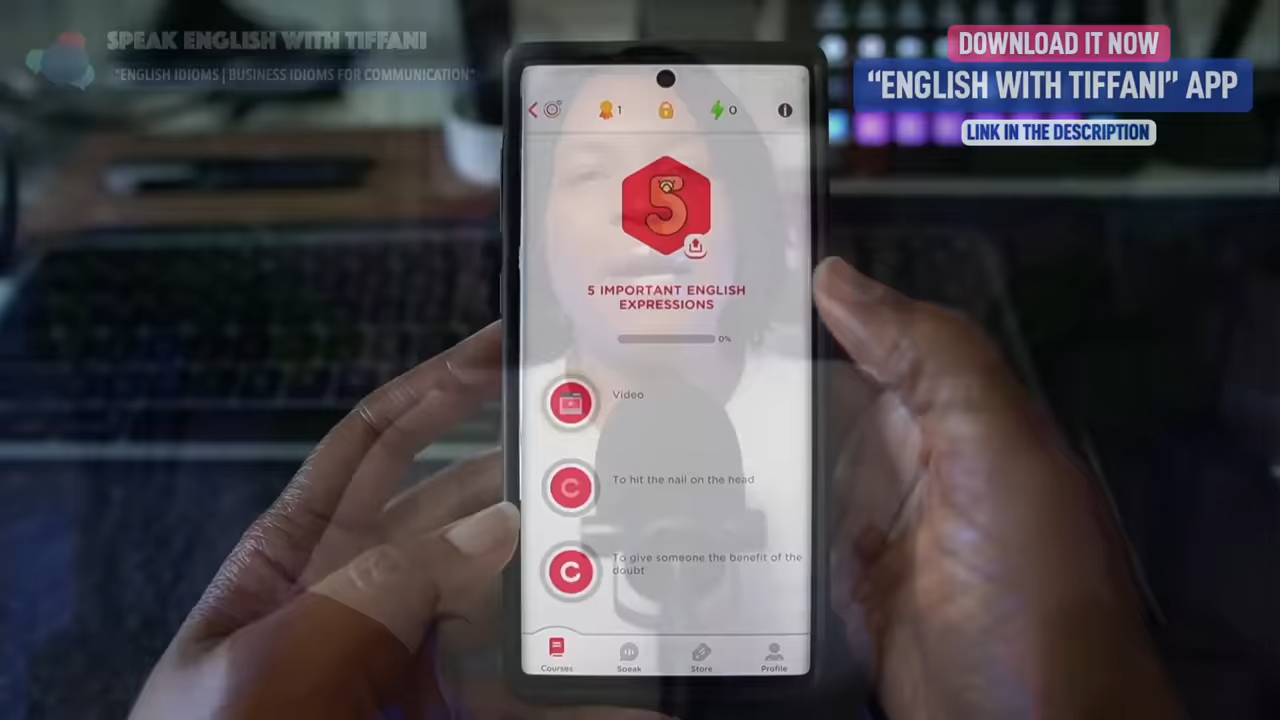 SPEAK ENGLISH WITH TIFFANI
"ENGLISH IDIOMS | BUSINESS IDIOMS FOR COMMUNICATION"
DOWNLOAD IT NOW
“ENGLISH WITH TIFFANI” APP
LINK IN THE DESCRIPTION
1
0
5
5 IMPORTANT ENGLISH
EXPRESSIONS
0%
Video
C
To hit the nail on the head
C
To give someone the benefit of the
doubt
Courses
Speak
Store
Profile